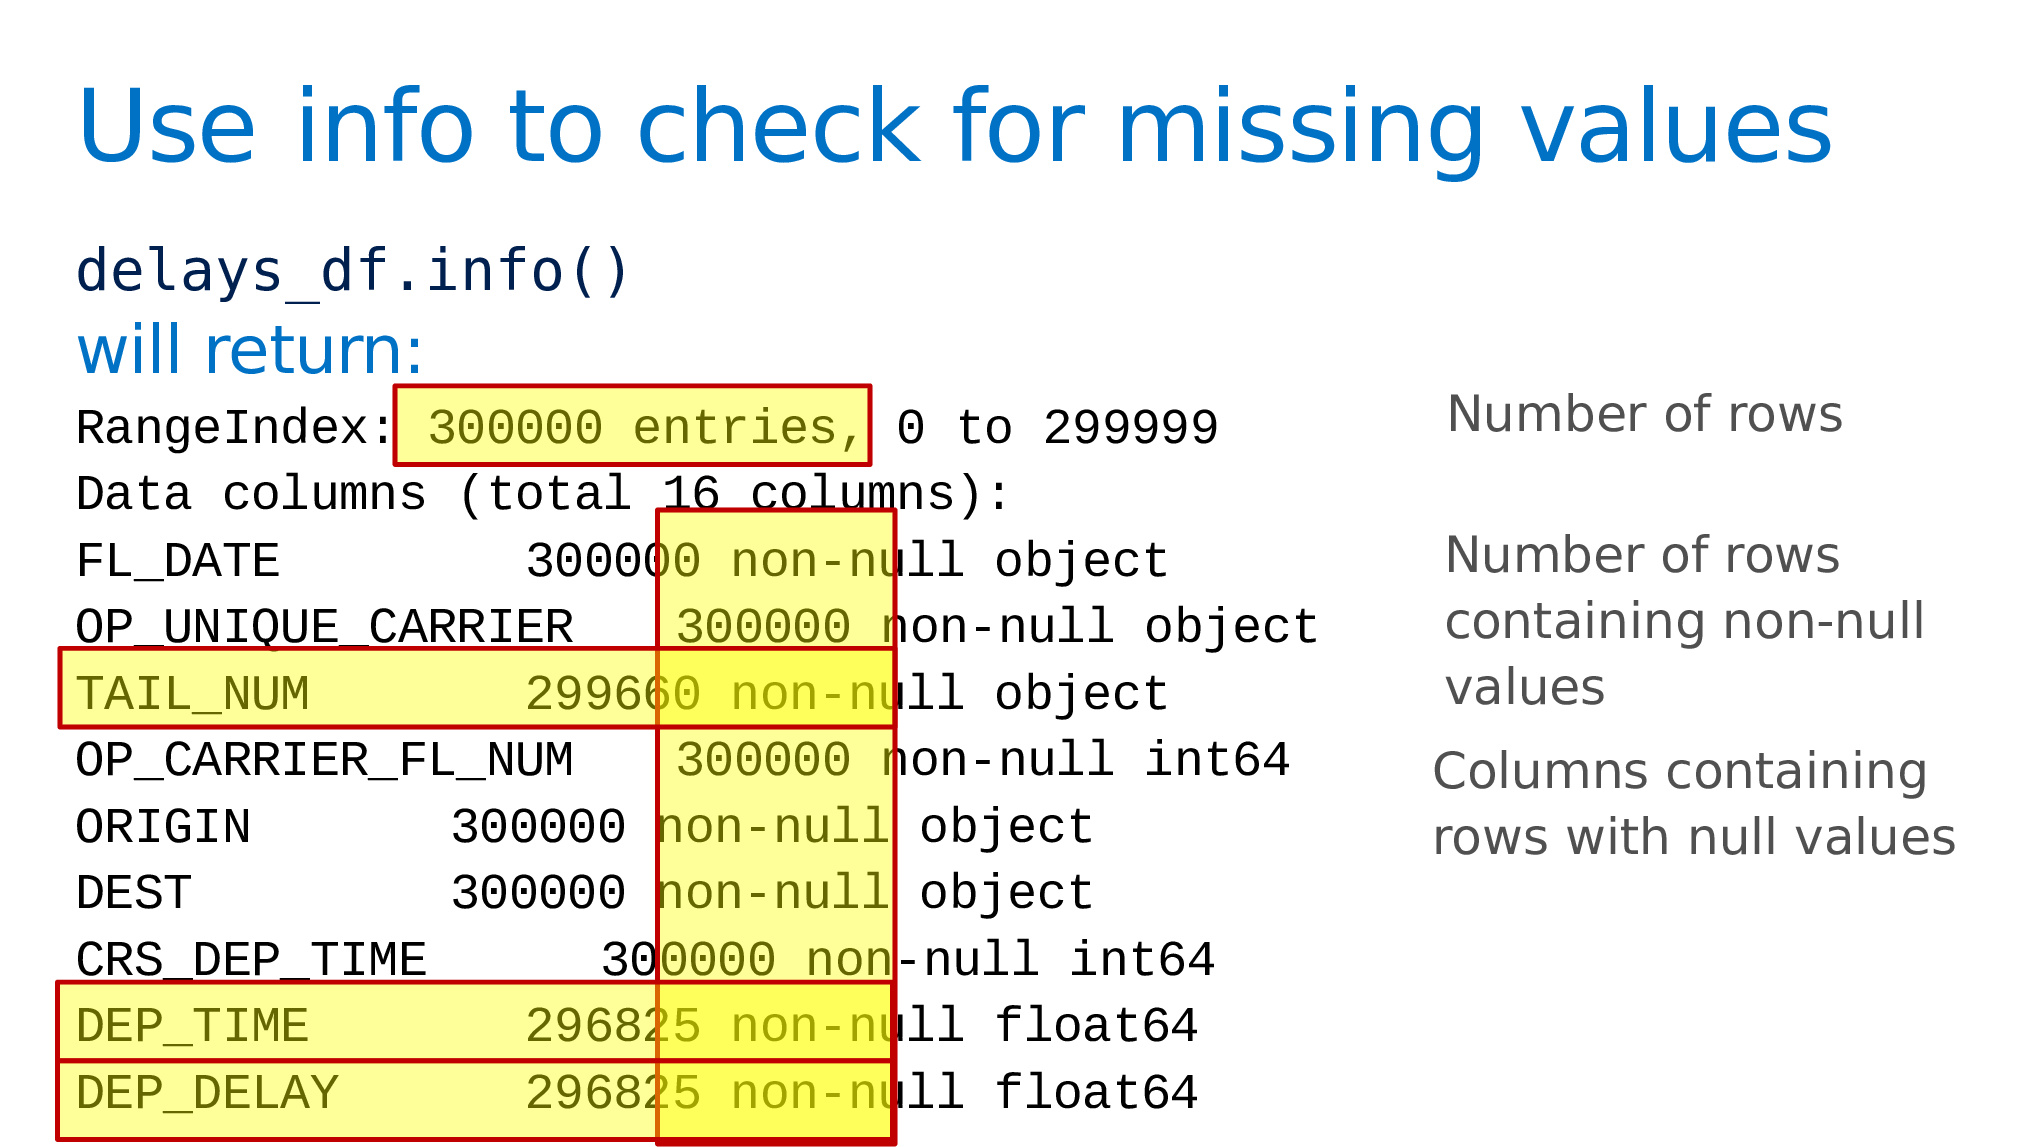 Use info to check for missing values
delays_df.info()
will return:
RangeIndex: 300000 entries, 0 to 299999
Data columns (total 16 columns):
FL_DATE 300000 non-null object
OP_UNIQUE_CARRIER 300000 non-null object
TAIL_NUM 299660 non-null object
OP_CARRIER_FL_NUM 300000 non-null int64
ORIGIN 300000 non-null object
DEST 300000 non-null object
CRS_DEP_TIME 300000 non-null int64
DEP_TIME 296825 non-null float64
DEP_DELAY 296825 non-null float64
Number of rows
Number of rows
containing non-null
values
Columns containing
rows with null values